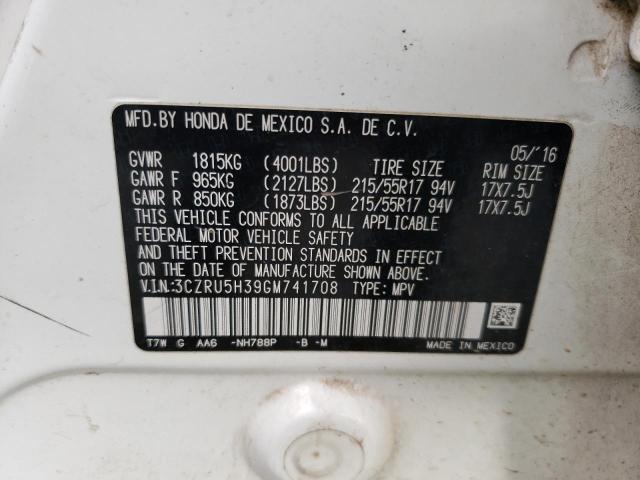 MFD.BY HONDA DE MEXICO S.A. DE C.V.
05/'16
GVWR 1815KG (4001LBS) TIRE SIZE RIM SIZE
GAWR F 965KG (2127LBS) 215/55R17 94V 17X7.5J
GAWR R 850KG (1873LBS) 215/55R17 94V 17X7.5J
THIS VEHICLE CONFORMS TO ALL APPLICABLE
FEDERAL MOTOR VEHICLE SAFETY
AND THEFT PREVENTION STANDARDS IN EFFECT
ON THE DATE OF MANUFACTURE SHOWN ABOVE.
V.I.N.:3CZRU5H39GM741708 TYPE: MPV
T7W G AA6 -NH788P -B -M MADE IN MEXICO